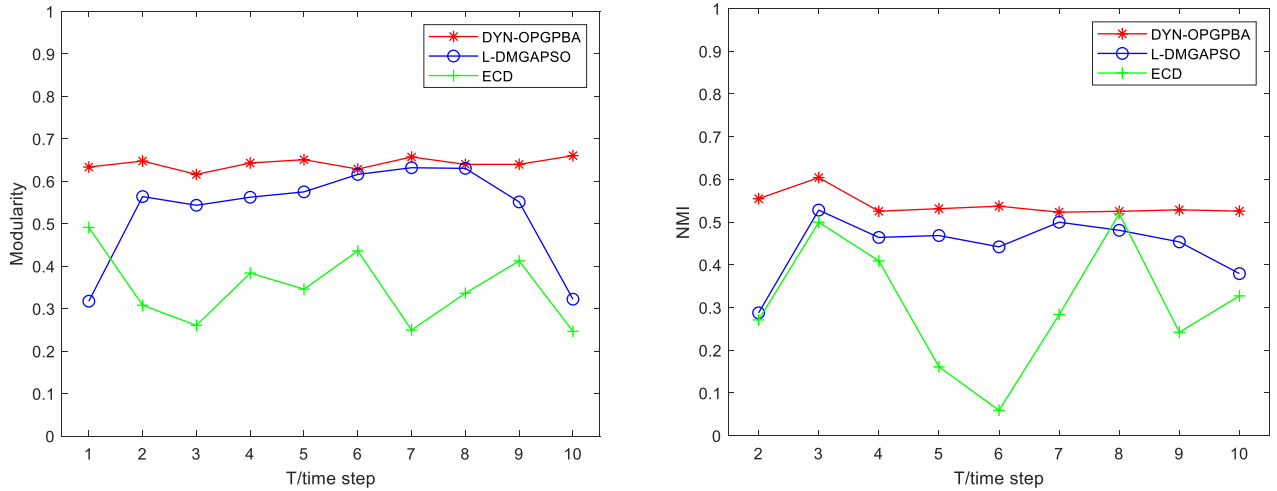 1
0.9
0.8
0.7
0.6
0.5
0.4
0.3
0.2
0.1
0
Modularity
DYN-OPGPBA
L-DMGAPSO
ECD
1 2 3 4 5 6 7 8 9 10
T/time step
1
0.9
0.8
0.7
0.6
0.5
0.4
0.3
0.2
0.1
0
NMI
DYN-OPGPBA
L-DMGAPSO
ECD
2 3 4 5 6 7 8 9 10
T/time step